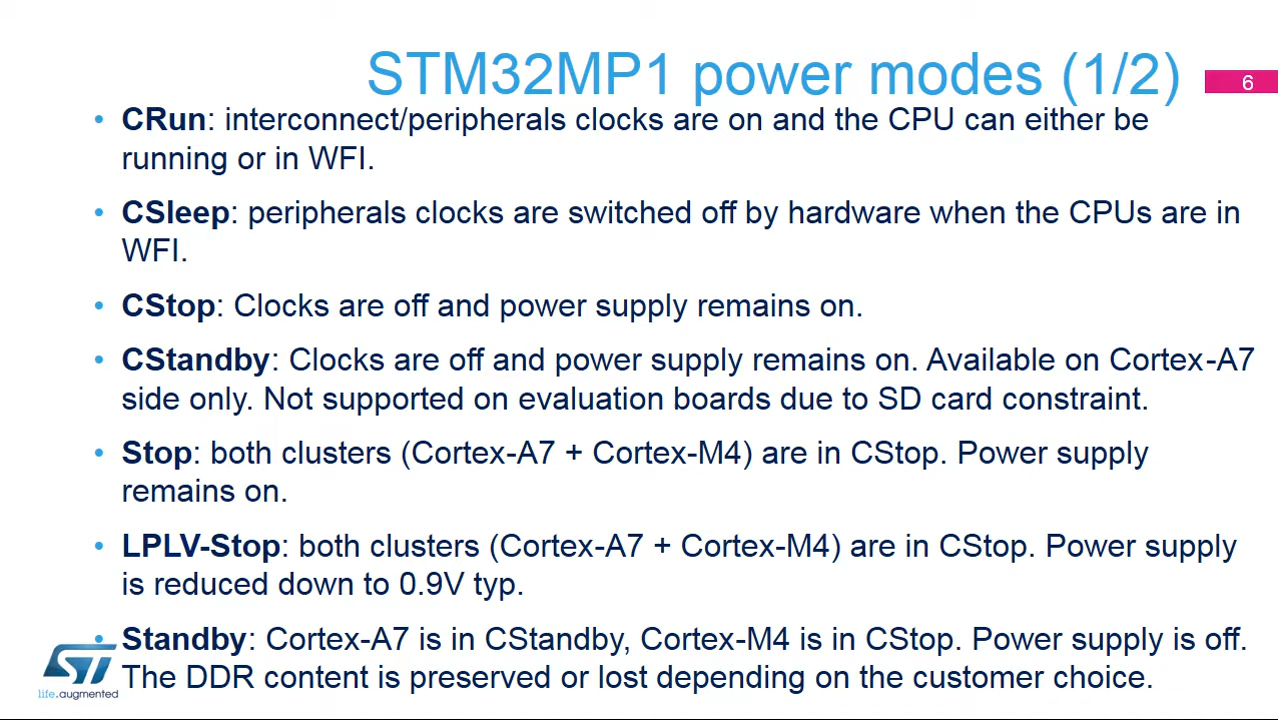 STM32MP1 power modes (1/2)
6
• CRun: interconnect/peripherals clocks are on and the CPU can either be
running or in WFI.
• CSleep: peripherals clocks are switched off by hardware when the CPUs are in
WFI.
• CStop: Clocks are off and power supply remains on.
• CStandby: Clocks are off and power supply remains on. Available on Cortex-A7
side only. Not supported on evaluation boards due to SD card constraint.
• Stop: both clusters (Cortex-A7 + Cortex-M4) are in CStop. Power supply
remains on.
• LPLV-Stop: both clusters (Cortex-A7 + Cortex-M4) are in CStop. Power supply
is reduced down to 0.9V typ.
• Standby: Cortex-A7 is in CStandby, Cortex-M4 is in CStop. Power supply is off.
The DDR content is preserved or lost depending on the customer choice.
ST
life.augmented